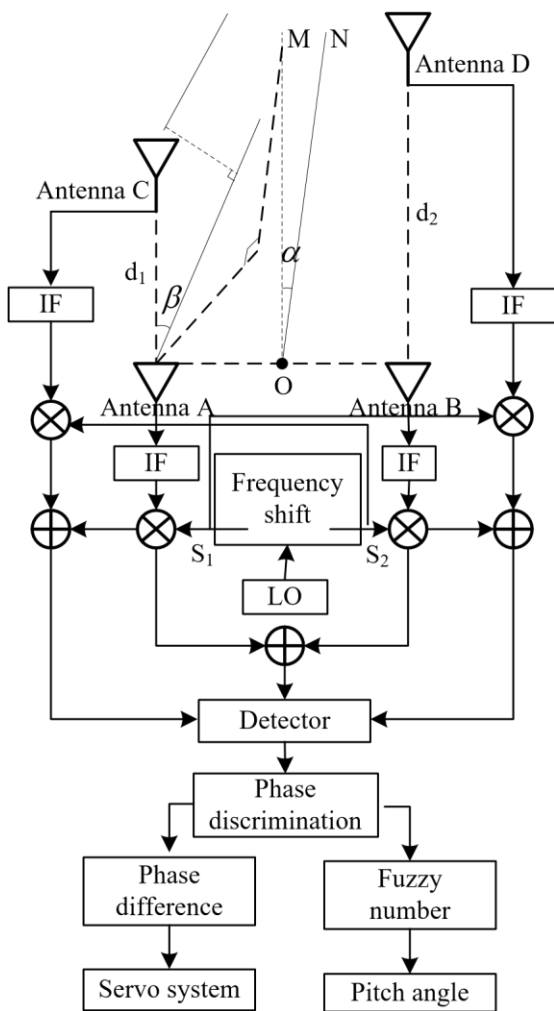 M
N
Antenna D
Antenna C
d₁
β
α
d₂
IF
IF
O
Antenna A
Antenna B
IF
IF
Frequency
shift
S₁
S₂
LO
Detector
Phase
discrimination
Phase
difference
Fuzzy
number
Servo system
Pitch angle